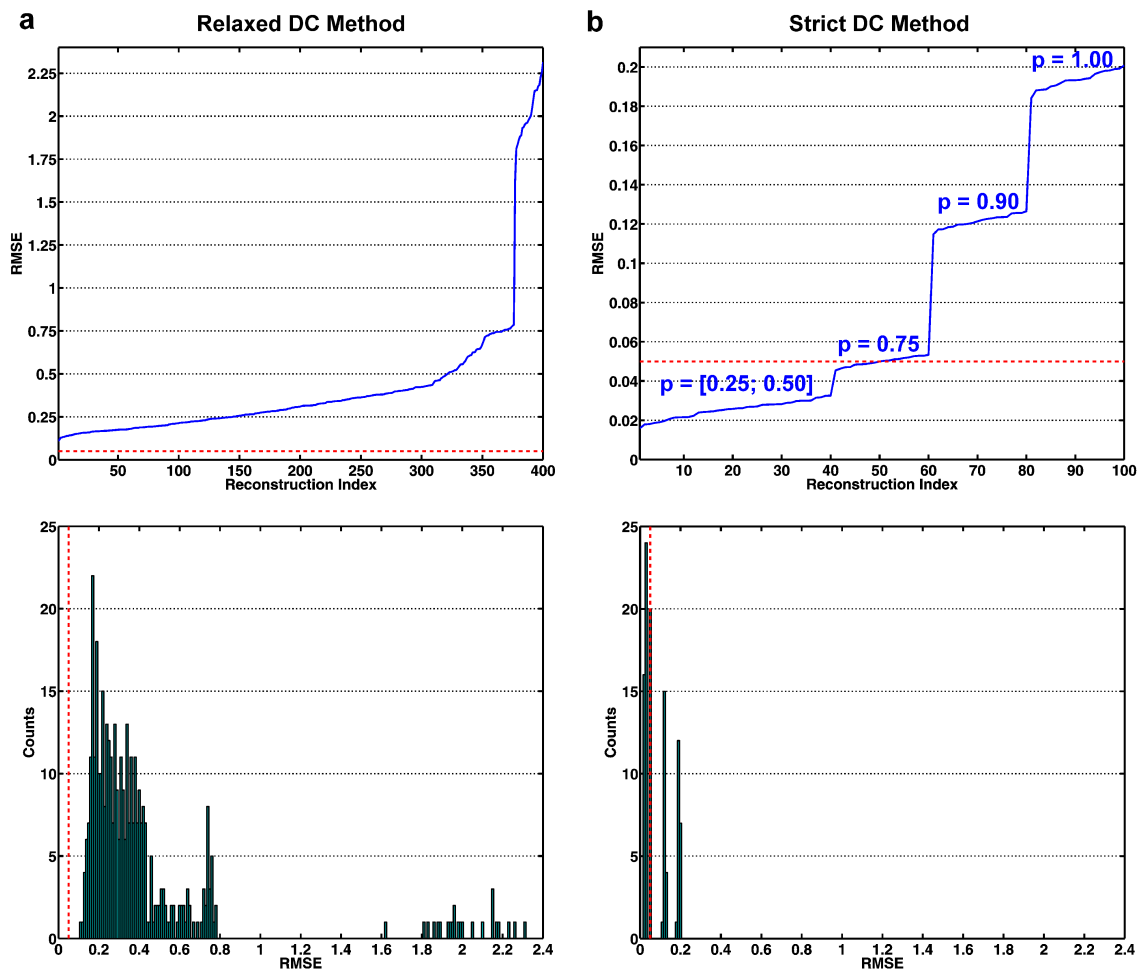 a
Relaxed DC Method
2.25
2
1.75
1.5
1.25
1
0.75
0.5
0.25
0
RMSE
50 100 150 200 250 300 350 400
Reconstruction Index
b
Strict DC Method
0.2
0.18
0.16
0.14
0.12
0.1
0.08
0.06
0.04
0.02
0
RMSE
p = 1.00
p = 0.90
p = 0.75
p = [0.25; 0.50]
10 20 30 40 50 60 70 80 90 100
Reconstruction Index
25
20
15
10
5
0
Counts
0 0.2 0.4 0.6 0.8 1 1.2 1.4 1.6 1.8 2 2.2 2.4
RMSE
25
20
15
10
5
0
Counts
0 0.2 0.4 0.6 0.8 1 1.2 1.4 1.6 1.8 2 2.2 2.4
RMSE